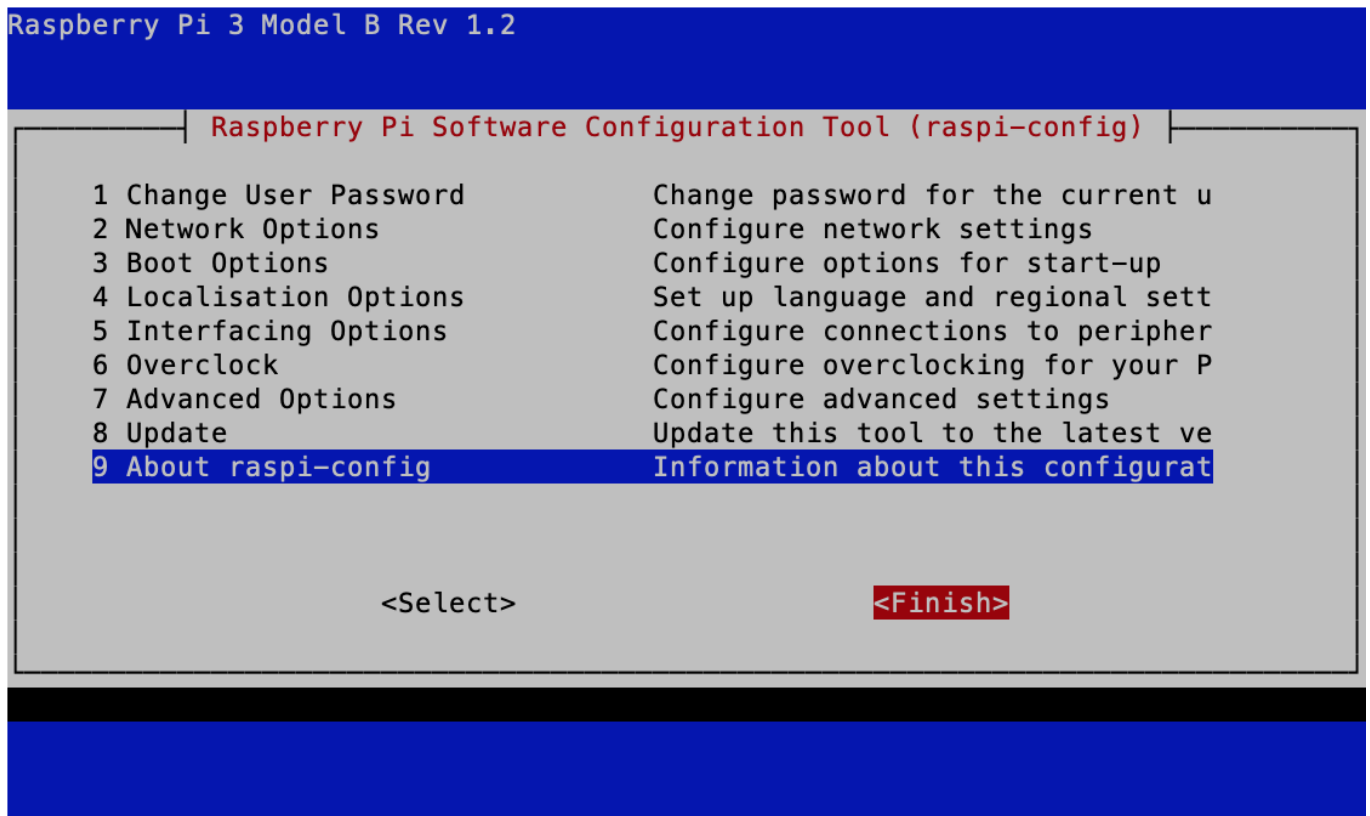 Raspberry Pi 3 Model B Rev 1.2
Raspberry Pi Software Configuration Tool (raspi-config)
1 Change User Password Change password for the current u
2 Network Options Configure network settings
3 Boot Options Configure options for start-up
4 Localisation Options Set up language and regional sett
5 Interfacing Options Configure connections to peripher
6 Overclock Configure overclocking for your P
7 Advanced Options Configure advanced settings
8 Update Update this tool to the latest ve
9 About raspi-config Information about this configurat
<Select> <Finish>